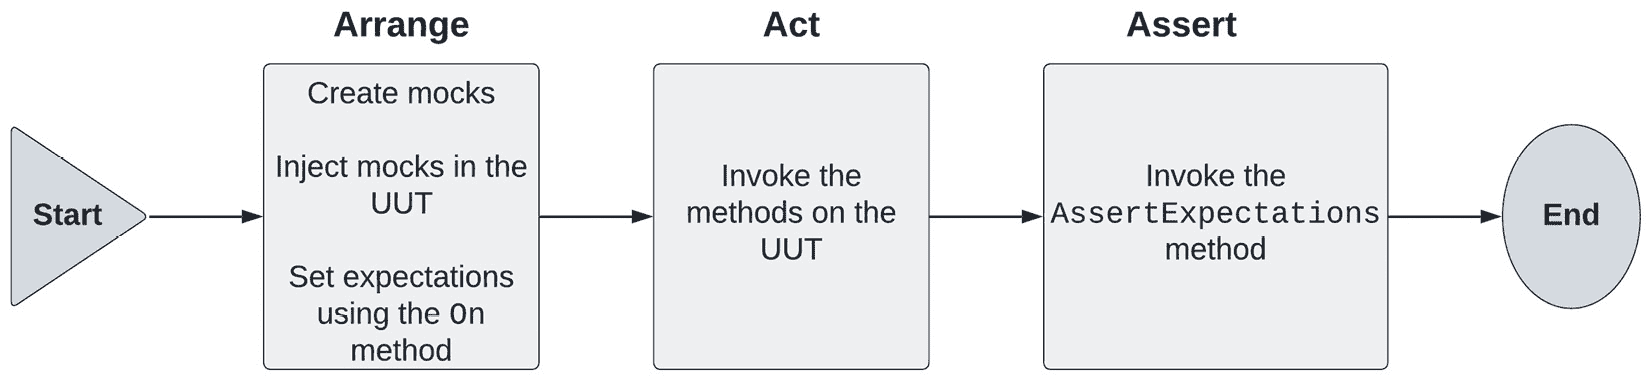 Arrange
Act
Assert
Start
Create mocks
Inject mocks in the
UUT
Set expectations
using the On
method
Invoke the
methods on the
UUT
Invoke the
AssertExpectations
method
End